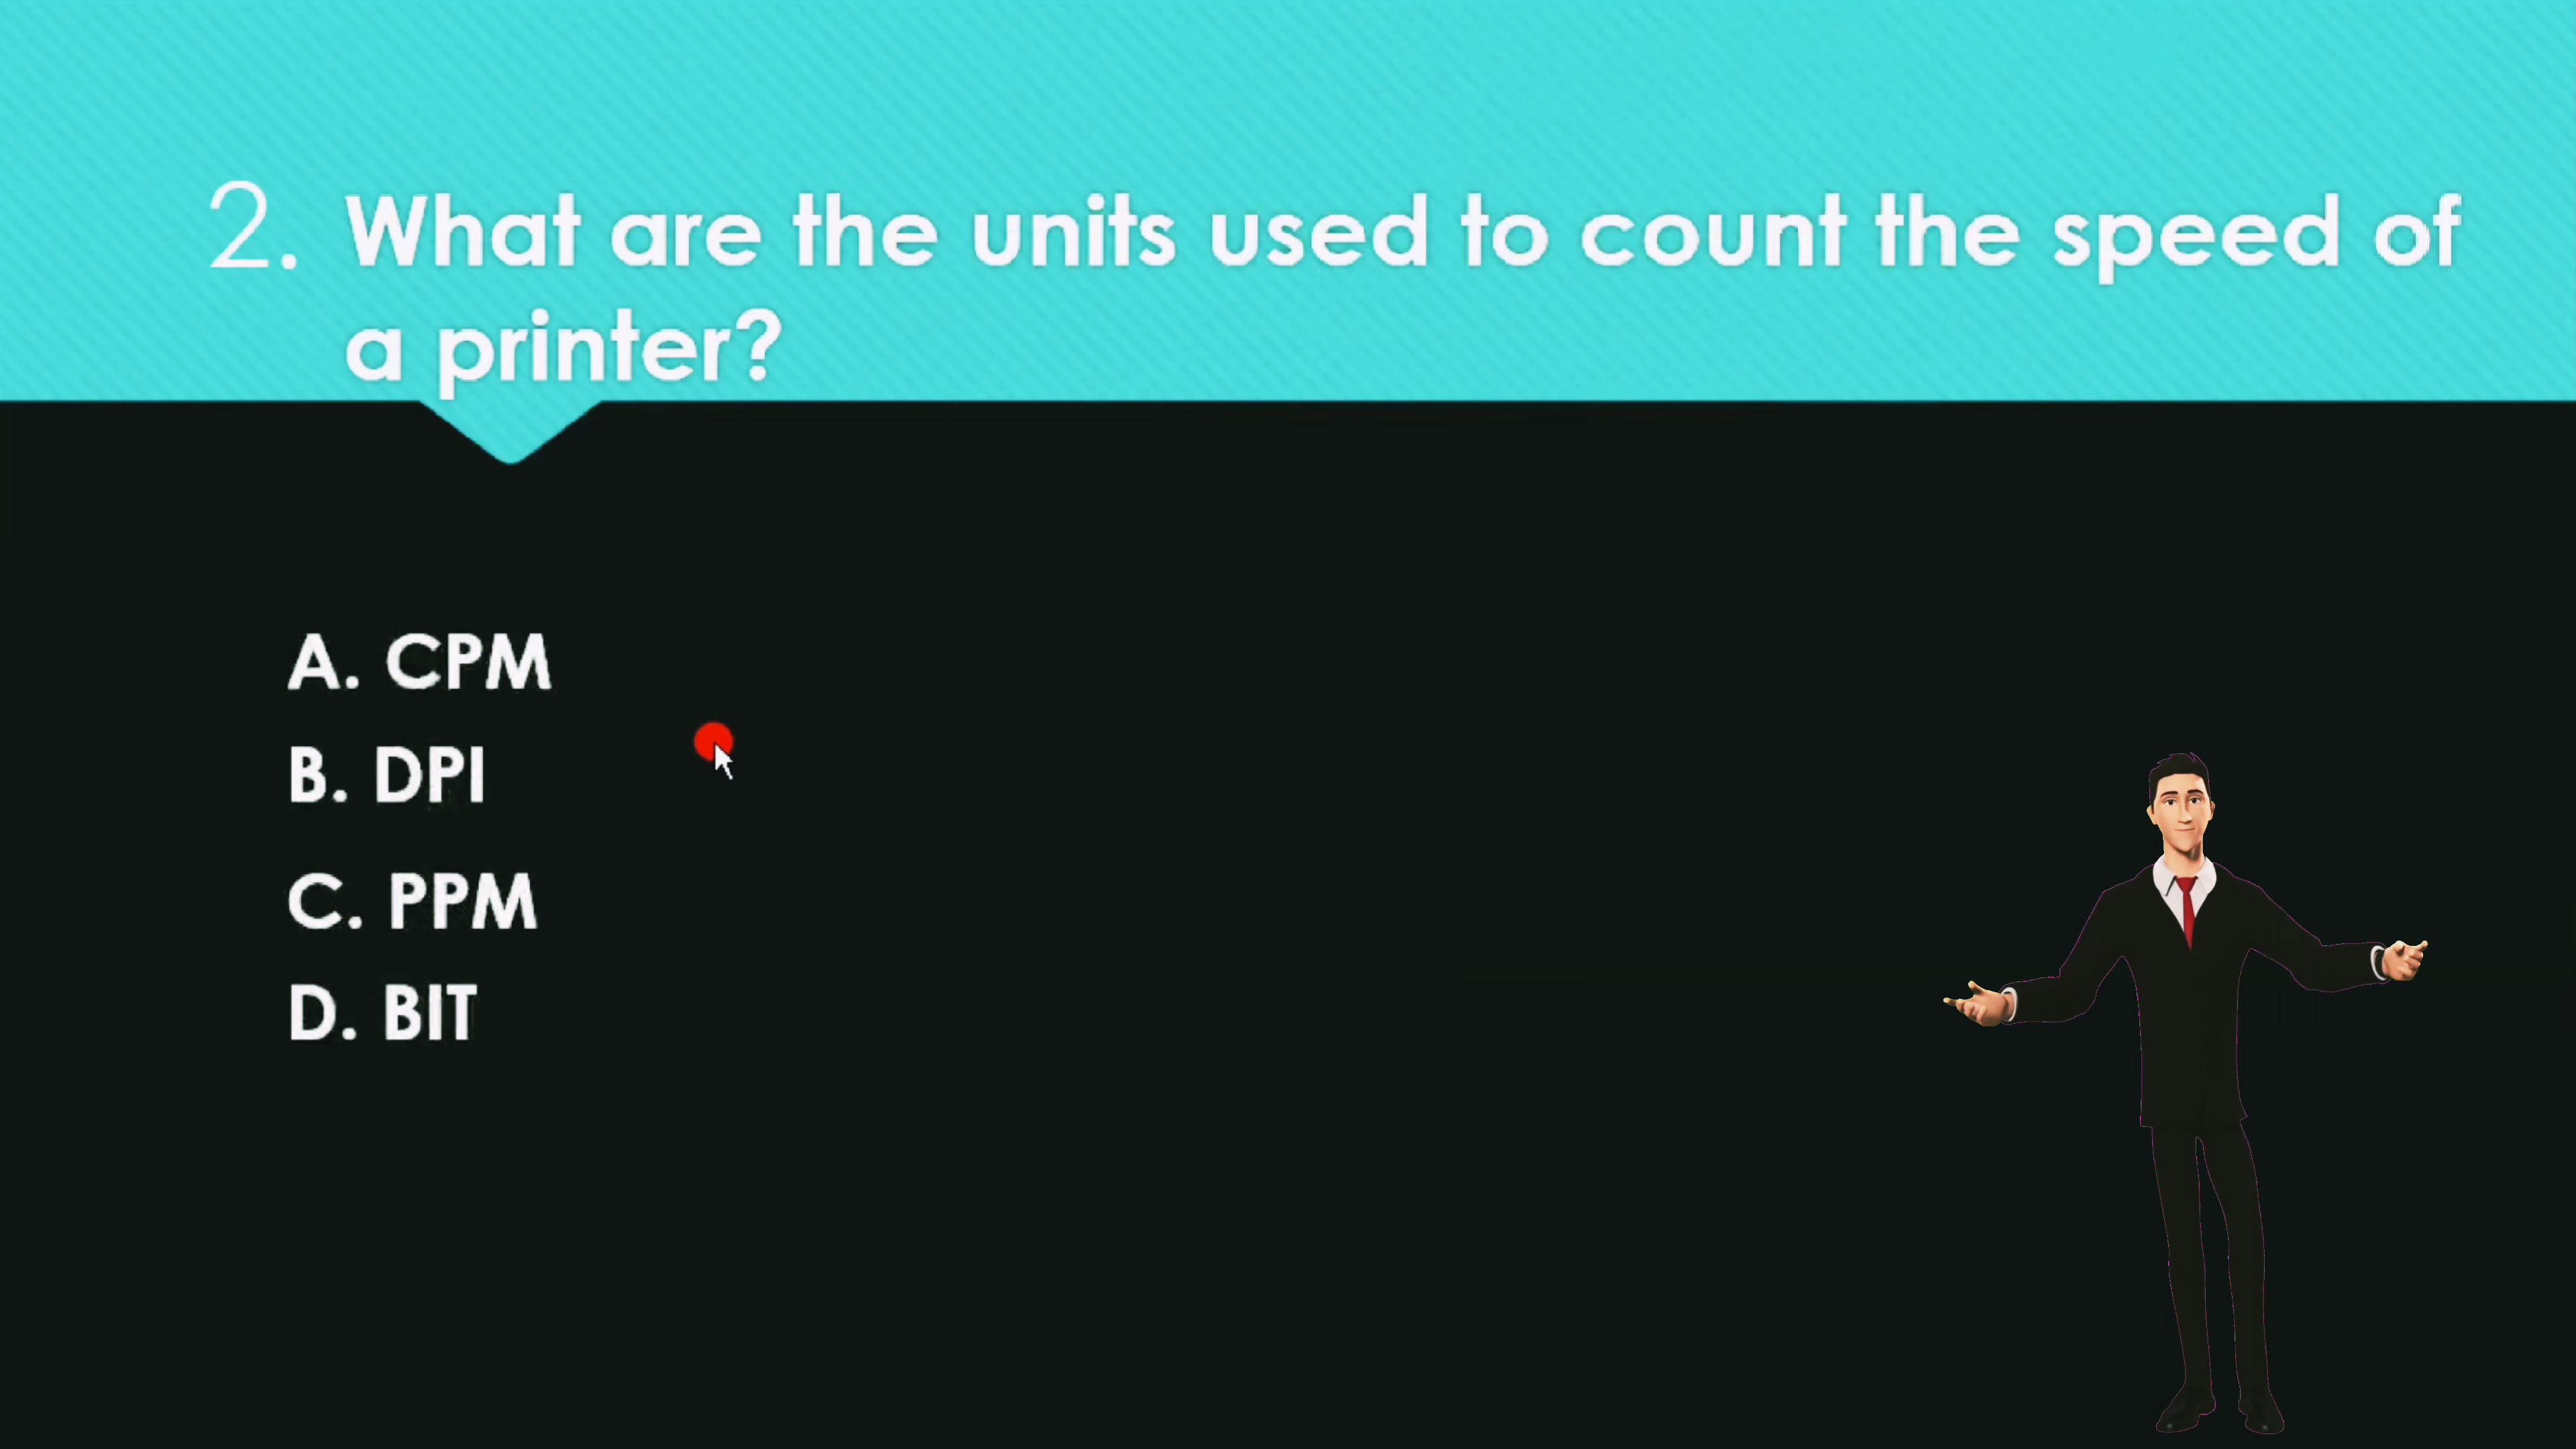 2. What are the units used to count the speed of
a printer?
A. CPM
B. DPI
C. PPM
D. BIT